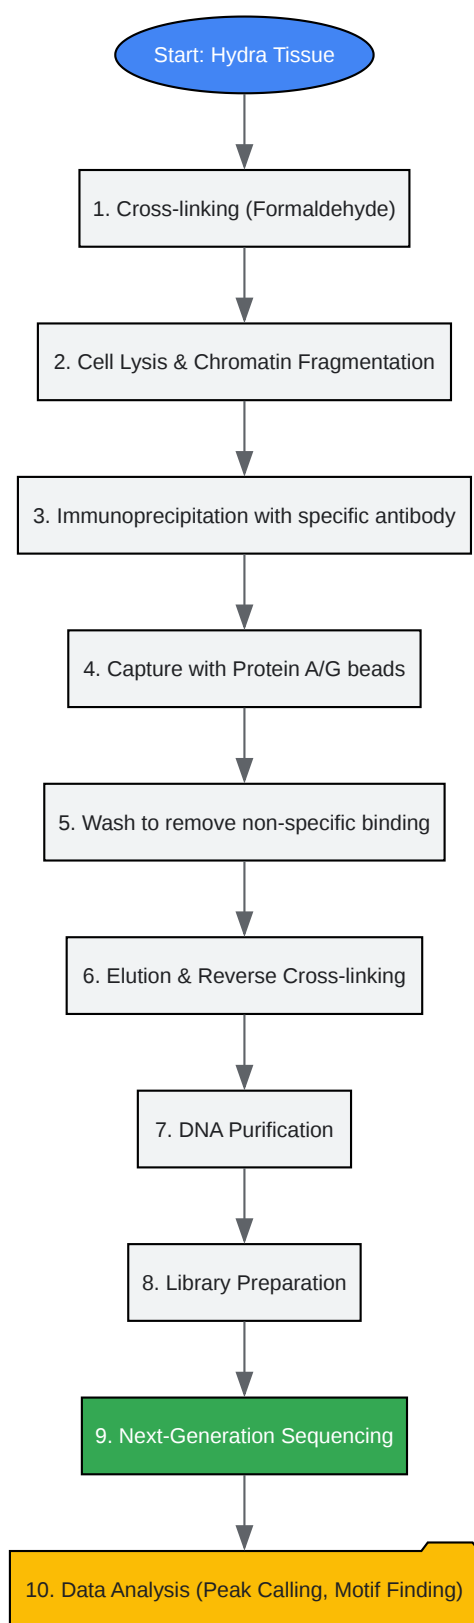 Start: Hydra Tissue
1. Cross-linking (Formaldehyde)
2. Cell Lysis & Chromatin Fragmentation
3. Immunoprecipitation with specific antibody
4. Capture with Protein A/G beads
5. Wash to remove non-specific binding
6. Elution & Reverse Cross-linking
7. DNA Purification
8. Library Preparation
9. Next-Generation Sequencing
10. Data Analysis (Peak Calling, Motif Finding)